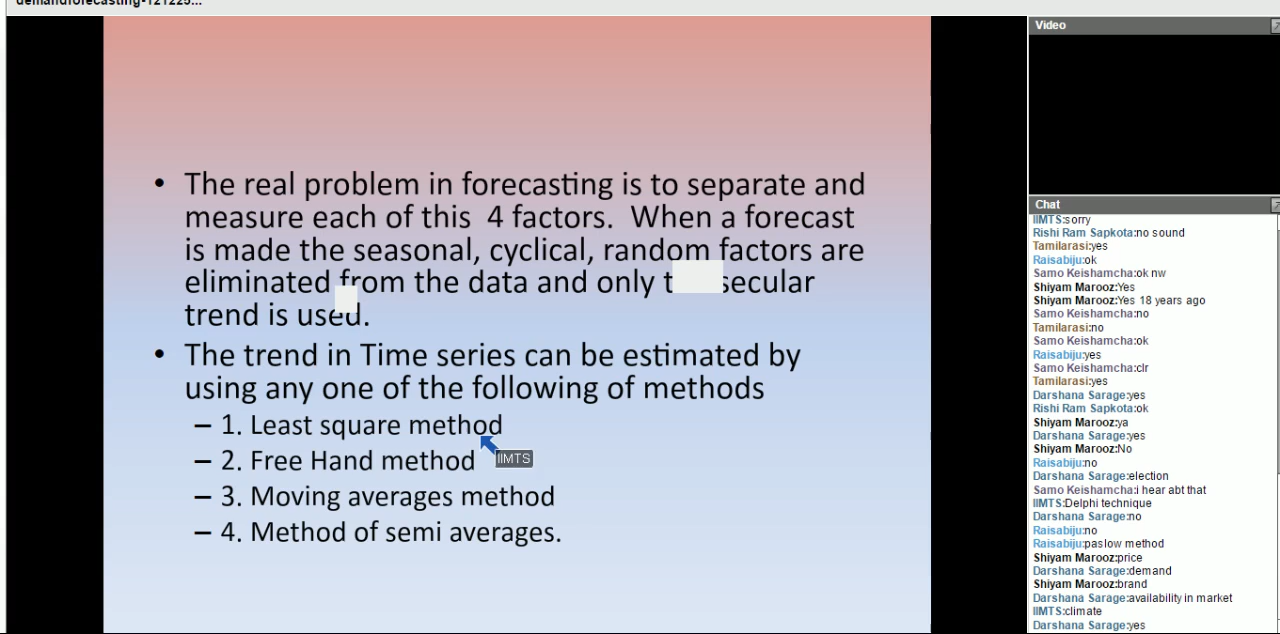 demandforecasting-121225...
• The real problem in forecasting is to separate and
measure each of this 4 factors. When a forecast
is made the seasonal, cyclical, random factors are
eliminated from the data and only secular
trend is used.
• The trend in Time series can be estimated by
using any one of the following of methods
– 1. Least square method
– 2. Free Hand method
IIMTS
– 3. Moving averages method
– 4. Method of semi averages.
Video
Chat
IIMTS:sorry
Rishi Ram Sapkota:no sound
Tamilarasi:yes
Raisabiju:ok
Samo Keishamcha:ok nw
Shiyam Marooz:Yes
Shiyam Marooz:Yes 18 years ago
Samo Keishamcha:no
Tamilarasi:no
Samo Keishamcha:ok
Raisabiju:yes
Samo Keishamcha:clr
Tamilarasi:yes
Darshana Sarage:yes
Rishi Ram Sapkota:ok
Shiyam Marooz:ya
Darshana Sarage:yes
Shiyam Marooz:No
Raisabiju:no
Darshana Sarage:election
Samo Keishamcha:i hear abt that
IIMTS:Delphi technique
Darshana Sarage:no
Raisabiju:no
Raisabiju:paslow method
Shiyam Marooz:price
Darshana Sarage:demand
Shiyam Marooz:brand
Darshana Sarage:availability in market
IIMTS:climate
Darshana Sarage:yes